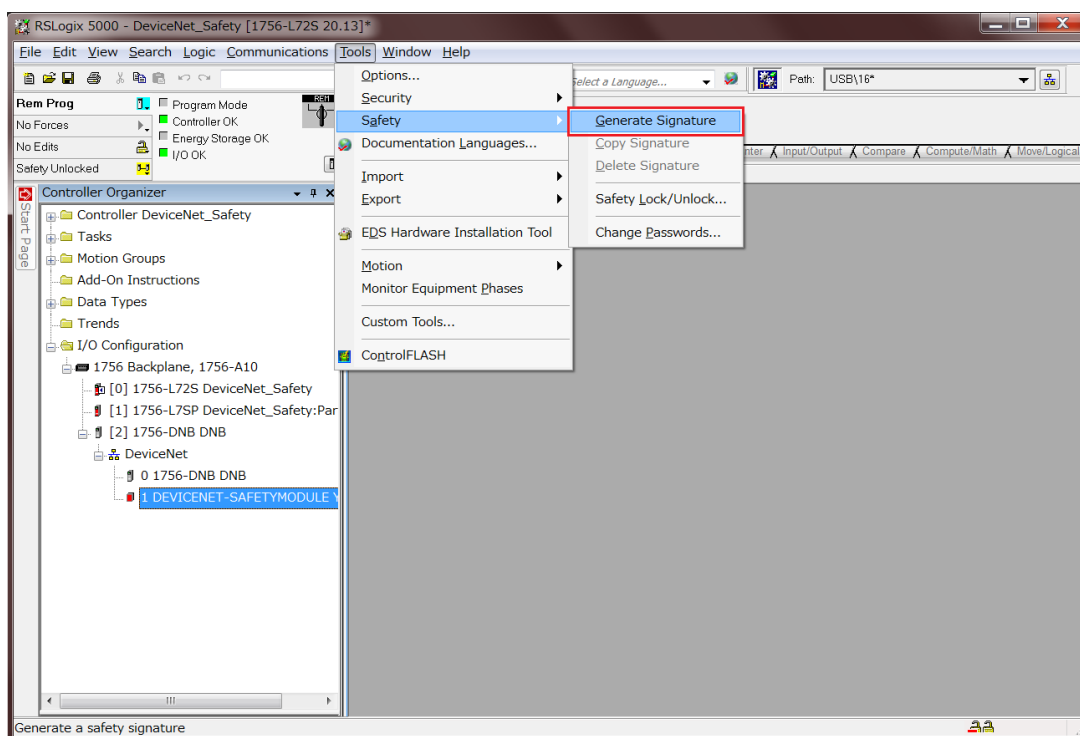 RSLogix 5000 - DeviceNet_Safety [1756-L72S 20.13]*
File Edit View Search Logic Communications Tools Window Help
Select a Language... Path: USB\16*
Rem Prog Program Mode REM
No Forces Controller OK
No Edits Energy Storage OK
Safety Unlocked I/O OK
Options...
Security
Safety
Documentation Languages...
Import
Export
EDS Hardware Installation Tool
Motion
Monitor Equipment Phases
Custom Tools...
ControlFLASH
Generate Signature
Copy Signature
Delete Signature
Safety Lock/Unlock...
Change Passwords...
Input/Output Compare Compute/Math Move/Logical
Start Page
Controller Organizer
Controller DeviceNet_Safety
Tasks
Motion Groups
Add-On Instructions
Data Types
Trends
I/O Configuration
1756 Backplane, 1756-A10
[0] 1756-L72S DeviceNet_Safety
[1] 1756-L7SP DeviceNet_Safety:Par
[2] 1756-DNB DNB
DeviceNet
0 1756-DNB DNB
1 DEVICENET-SAFETYMODULE
Generate a safety signature